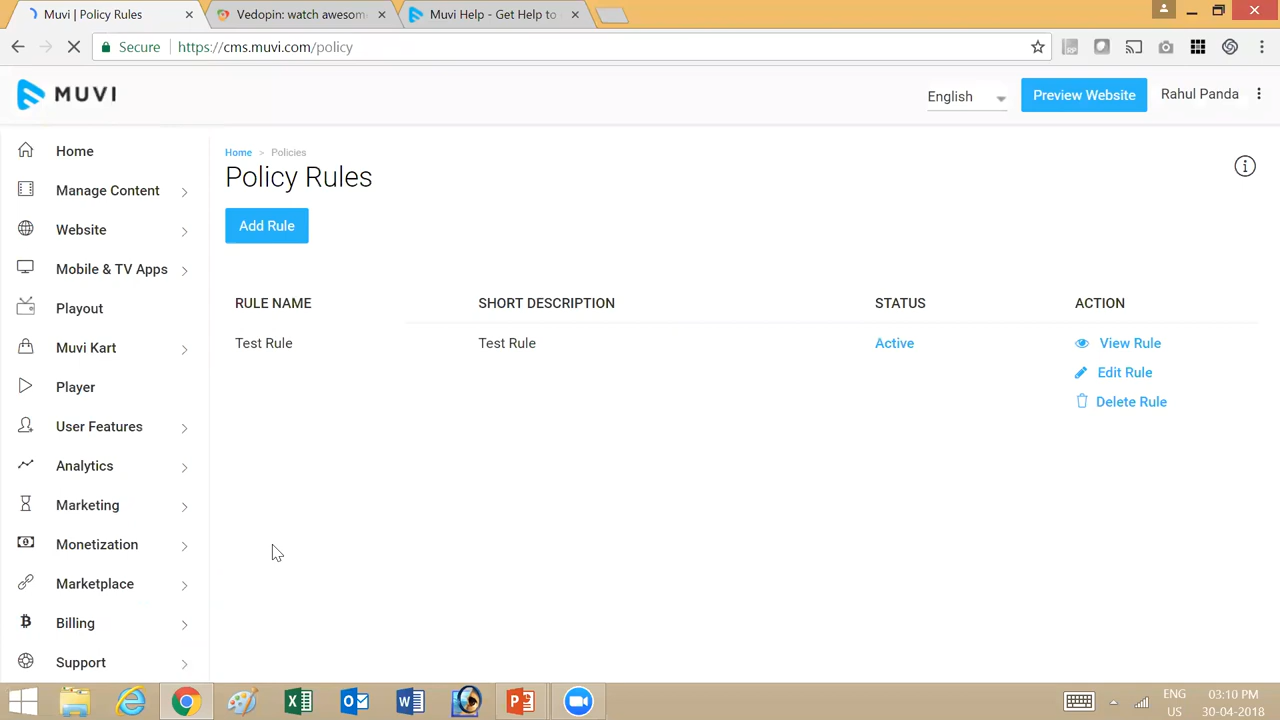 Muvi | Policy Rules
Vedopin: watch awesom
Muvi Help - Get Help to
Secure
https://cms.muvi.com/policy
MUVI
English
Preview Website
Rahul Panda
Home
Manage Content
Website
Mobile & TV Apps
Playout
Muvi Kart
Player
User Features
Analytics
Marketing
Monetization
Marketplace
Billing
Support
Home > Policies
Policy Rules
Add Rule
RULE NAME SHORT DESCRIPTION STATUS ACTION
Test Rule Test Rule Active View Rule
Edit Rule
Delete Rule
ENG 03:10 PM
US 30-04-2018